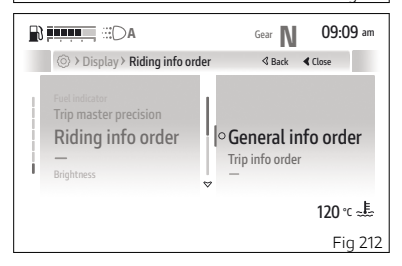 A Gear N 09:09 am
Display Riding info order Back Close
Fuel indicator
Trip master precision
Riding info order
Brightness
General info order
Trip info order
120 °C
Fig 212